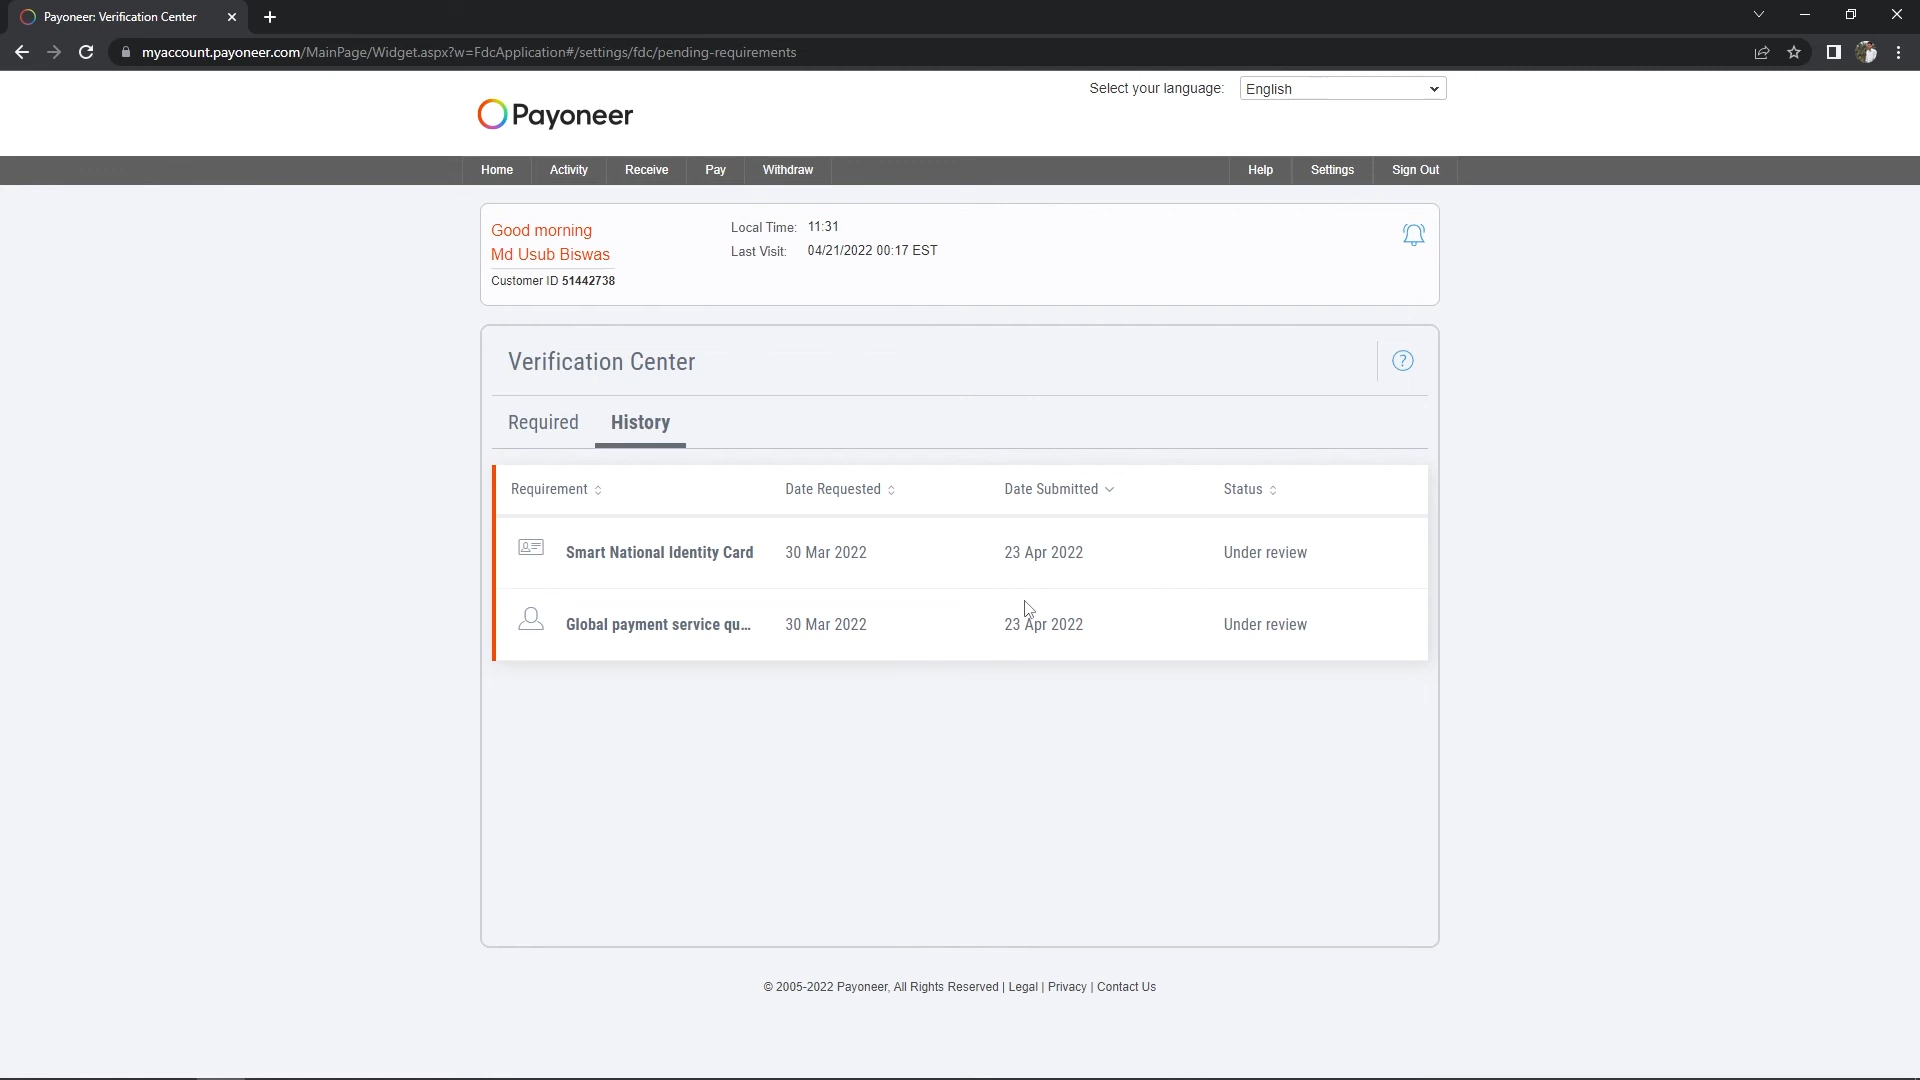 Payoneer: Verification Center
myaccount.payoneer.com/MainPage/Widget.aspx?w=FdcApplication#/settings/fdc/pending-requirements
Select your language: English
Payoneer
Home Activity Receive Pay Withdraw Help Settings Sign Out
Good morning
Md Usub Biswas
Customer ID 51442738
Local Time: 11:31
Last Visit: 04/21/2022 00:17 EST
Verification Center ?
Required History
Requirement Date Requested Date Submitted Status
Smart National Identity Card 30 Mar 2022 23 Apr 2022 Under review
Global payment service qu... 30 Mar 2022 23 Apr 2022 Under review
© 2005-2022 Payoneer, All Rights Reserved | Legal | Privacy | Contact Us